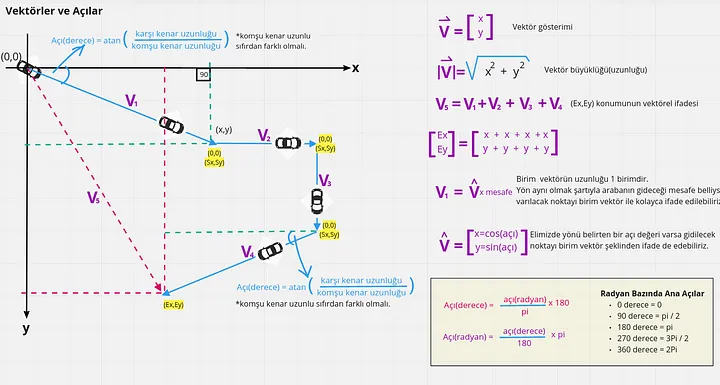 Vektörler ve Açılar
Açı(derece) = atan ( karşı kenar uzunluğu / komşu kenar uzunluğu )
*komşu kenar uzunlu
sıfırdan farklı olmalı.
(0,0)
90
x
V1
(x,y)
V2
(0,0)
(Sx,Sy)
(0,0)
(Sx,Sy)
V3
V5
(0,0)
(Sx,Sy)
V4
Açı(derece) = atan ( karşı kenar uzunluğu / komşu kenar uzunluğu )
*komşu kenar uzunlu sıfırdan farklı olmalı.
(Ex,Ey)
y
V = [ x y ] Vektör gösterimi
|V|= √ x2 + y2 Vektör büyüklüğü(uzunluğu)
V5 = V1 + V2 + V3 + V4 (Ex,Ey) konumunun vektörel ifadesi
[ Ex ] = [ x + x + x + x ]
[ Ey ] = [ y + y + y + y ]
Birim vektörün uzunluğu 1 birimdir.
V1 = V̂ x mesafe
Yön aynı olmak şartıyla arabanın gideceği mesafe belliys
varılacak noktayı birim vektör ile kolayca ifade edilebiliriz
V̂ = [ x=cos(açı) y=sin(açı) ]
Elimizde yönü belirten bir açı değeri varsa gidilecek
noktayı birim vektör şeklinden ifade de edebiliriz.
Açı(derece) = açı(radyan) / pi x 180
Açı(radyan) = açı(derece) / 180 x pi
Radyan Bazında Ana Açılar
• 0 derece = 0
• 90 derece = pi / 2
• 180 derece = pi
• 270 derece = 3Pi / 2
• 360 derece = 2Pi